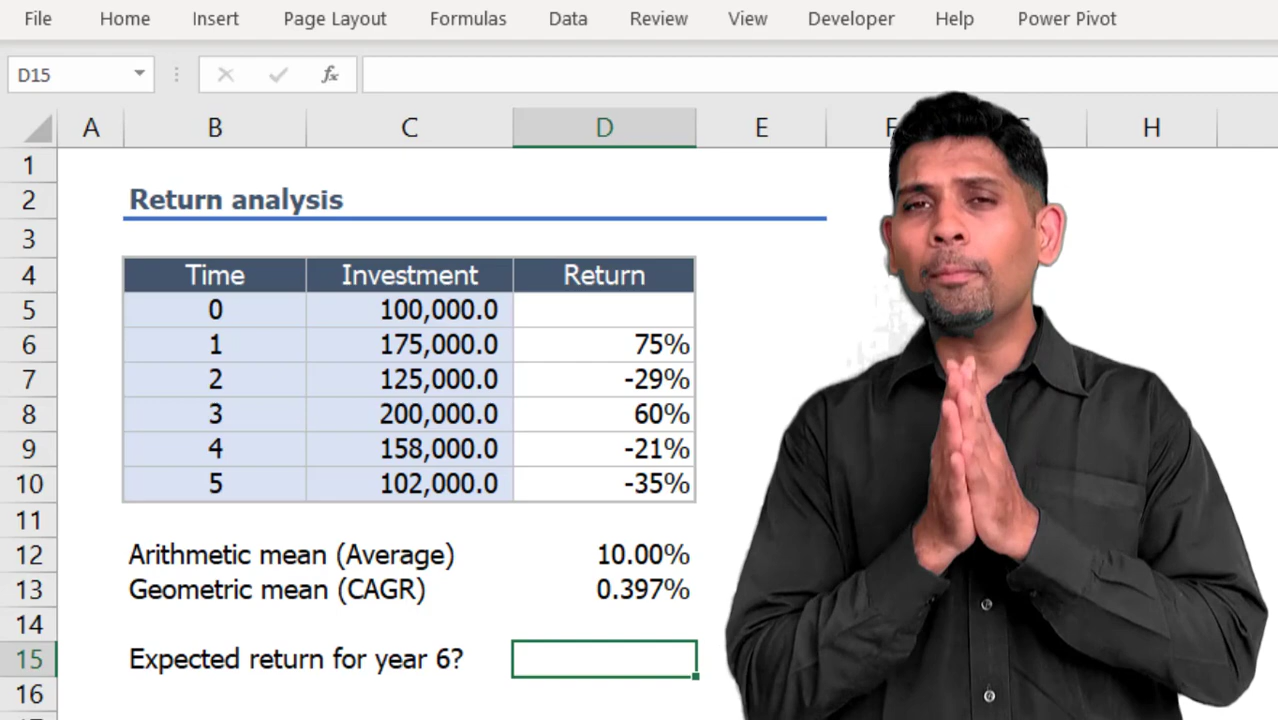 File Home Insert Page Layout Formulas Data Review View Developer Help Power Pivot
D15 fx
A B C D E F H
1
2 Return analysis
3
4 Time Investment Return
5 0 100,000.0
6 1 175,000.0 75%
7 2 125,000.0 -29%
8 3 200,000.0 60%
9 4 158,000.0 -21%
10 5 102,000.0 -35%
11
12 Arithmetic mean (Average) 10.00%
13 Geometric mean (CAGR) 0.397%
14
15 Expected return for year 6?
16